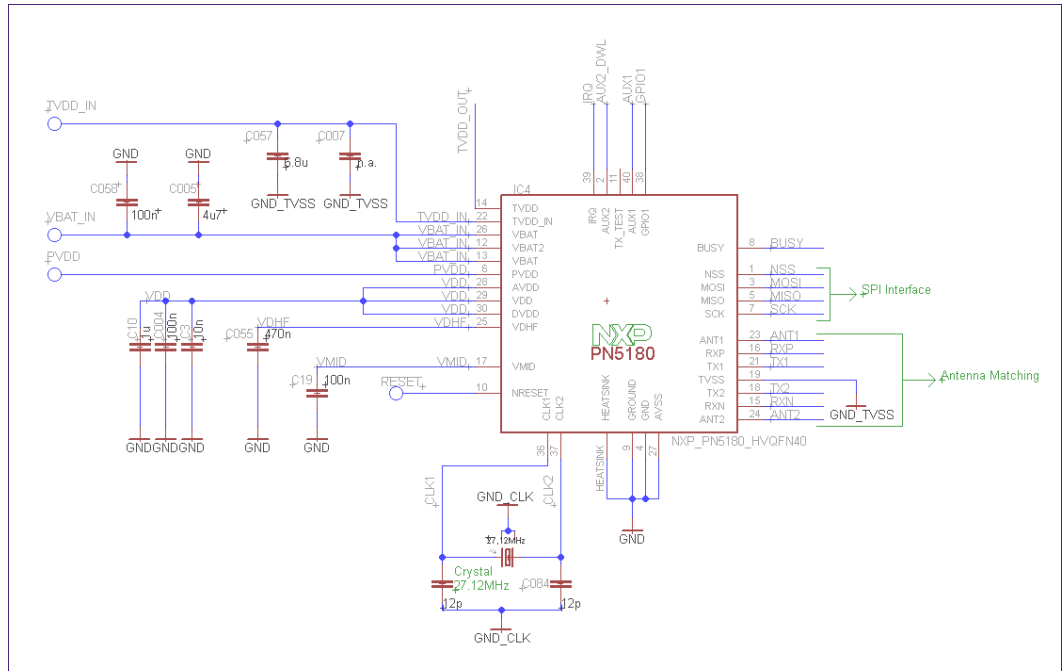 TVDD_IN
C057
6.8u
GND_TVSS
C007
n.a.
GND_TVSS
GND
C058
100n
GND
C005
4u7
VBAT_IN
PVDD
TVDD_OUT
IRQ
AUX2_DWL
AUX1
GPIO1
39
2
11
40
38
IC4
IRQ
AUX2
TX_TEST
AUX1
GPIO1
14 TVDD
TVDD_IN 22 TVDD_IN
VBAT_IN 26 VBAT
VBAT_IN 12 VBAT2
VBAT_IN 13 VBAT
PVDD 6 PVDD
VDD 28 AVDD
VDD VDD 29 VDD
VDD 30 DVDD
VDHF VDHF 25 VDHF
VMID VMID 17 VMID
RESET 10 NRESET
C10
1u
C004
100n
C3
10n
C055
470n
C19
100n
GND
GND
GND
GND
GND
BUSY 8 BUSY
NSS 1 NSS
MOSI 3 MOSI
MISO 5 MISO
SCK 7 SCK
SPI Interface
ANT1 23 ANT1
RXP 16 RXP
TX1 21 TX1
TVSS 19
TX2 18 TX2
RXN 15 RXN
ANT2 24 ANT2
Antenna Matching
GND_TVSS
NXP
PN5180
NXP_PN5180_HVQFN40
CLK1
CLK2
HEATSINK
GROUND
GND
AVSS
36
37
HEATSINK
9
4
27
GND
CLK1
CLK2
GND_CLK
27,12MHz
Crystal
27.12MHz
12p
C084
12p
GND_CLK